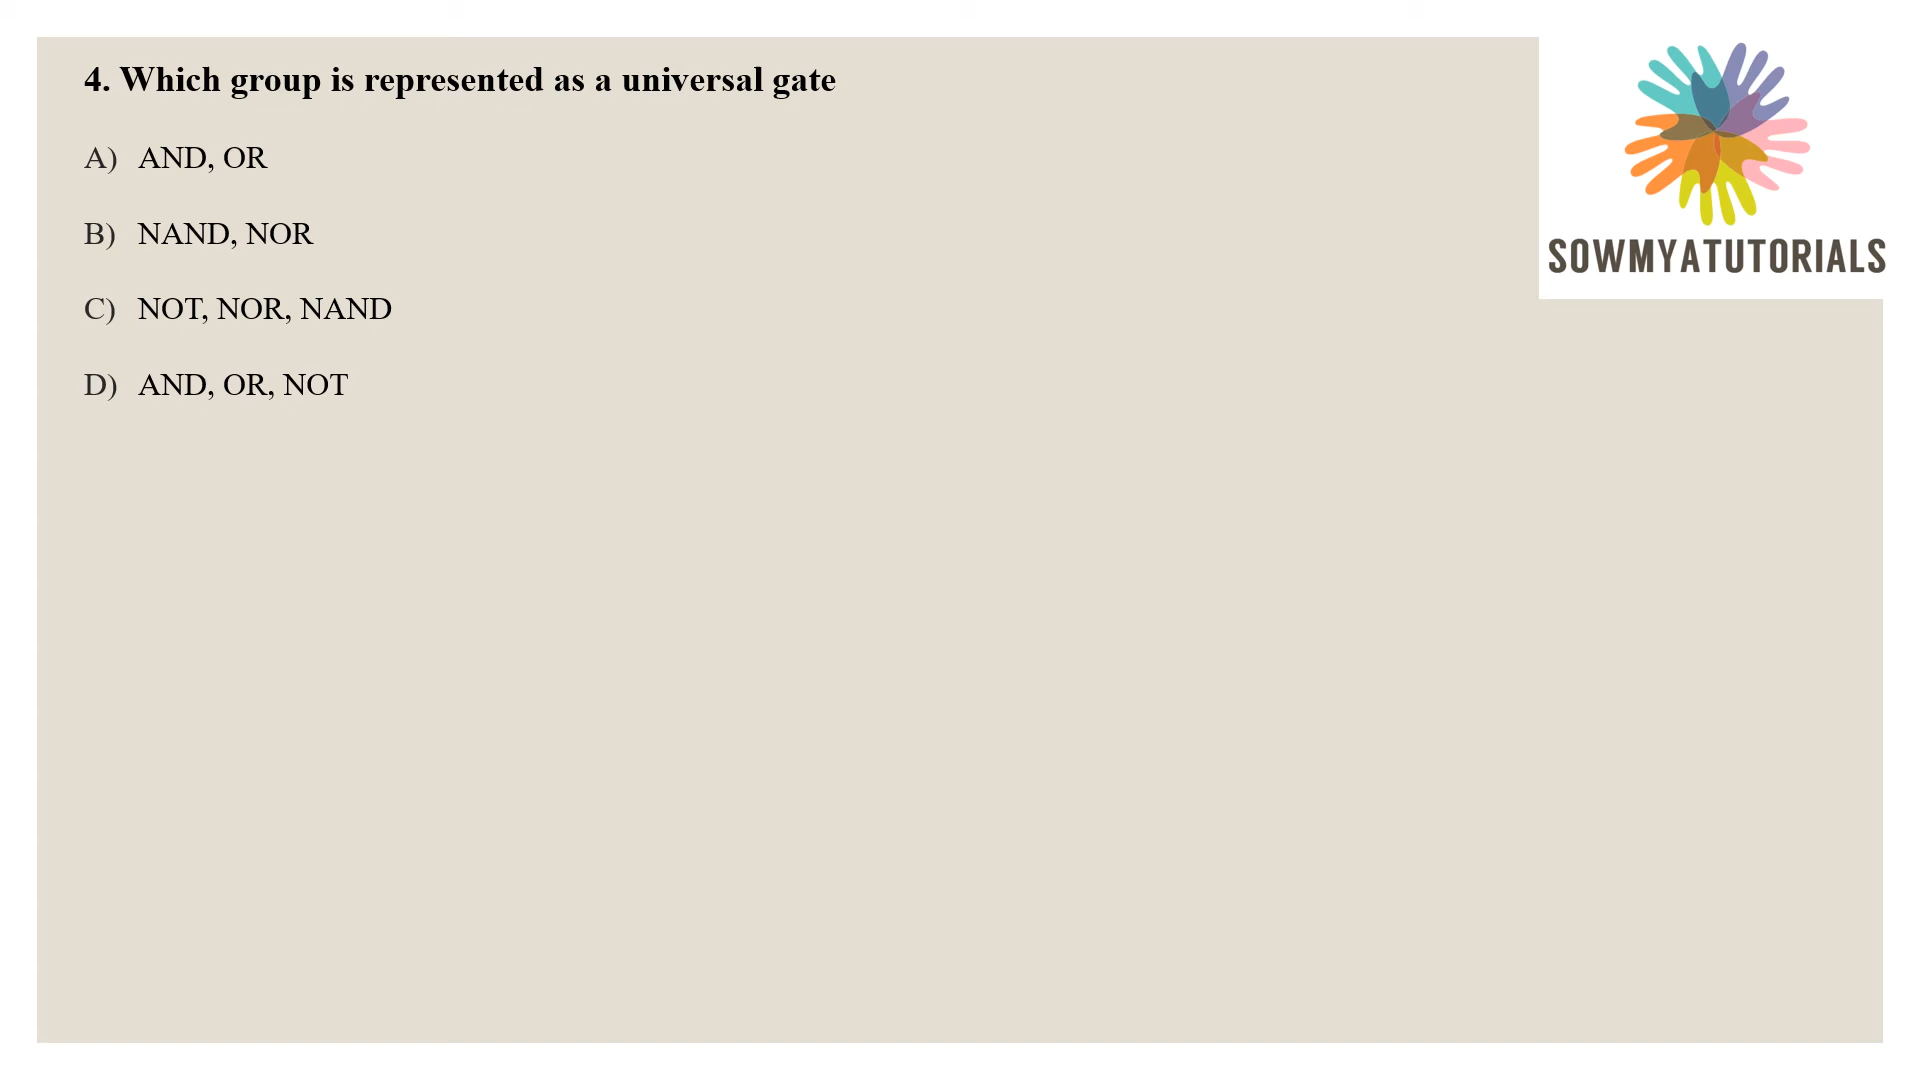 4. Which group is represented as a universal gate
A) AND, OR
B) NAND, NOR
C) NOT, NOR, NAND
D) AND, OR, NOT
SOWMYATUTORIALS